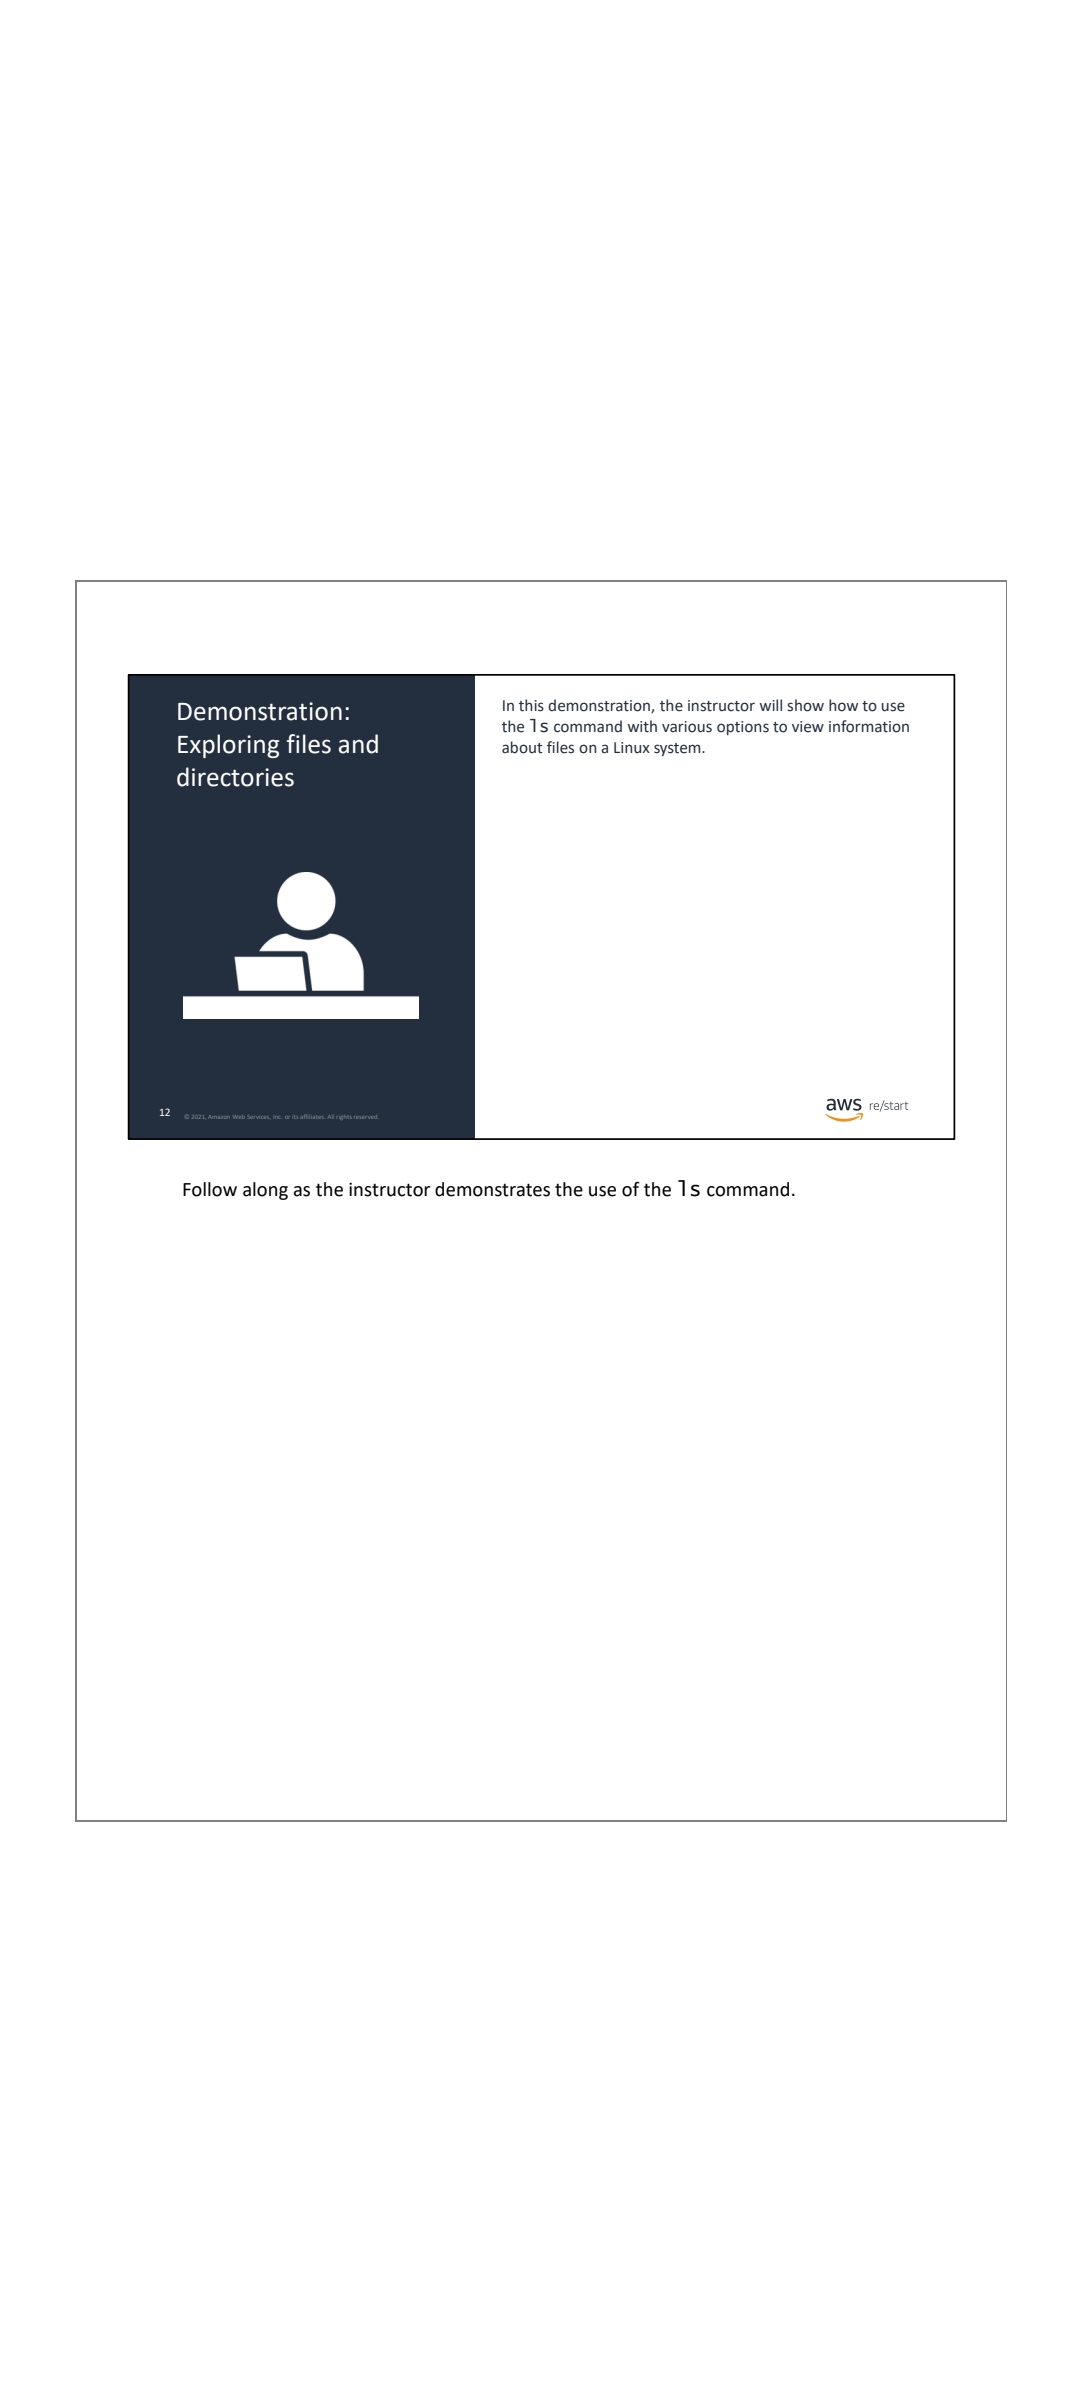 Demonstration:
Exploring files and
directories
In this demonstration, the instructor will show how to use
the ls command with various options to view information
about files on a Linux system.
12
© 2021, Amazon Web Services, Inc. or its affiliates. All rights reserved.
aws re/start
Follow along as the instructor demonstrates the use of the ls command.